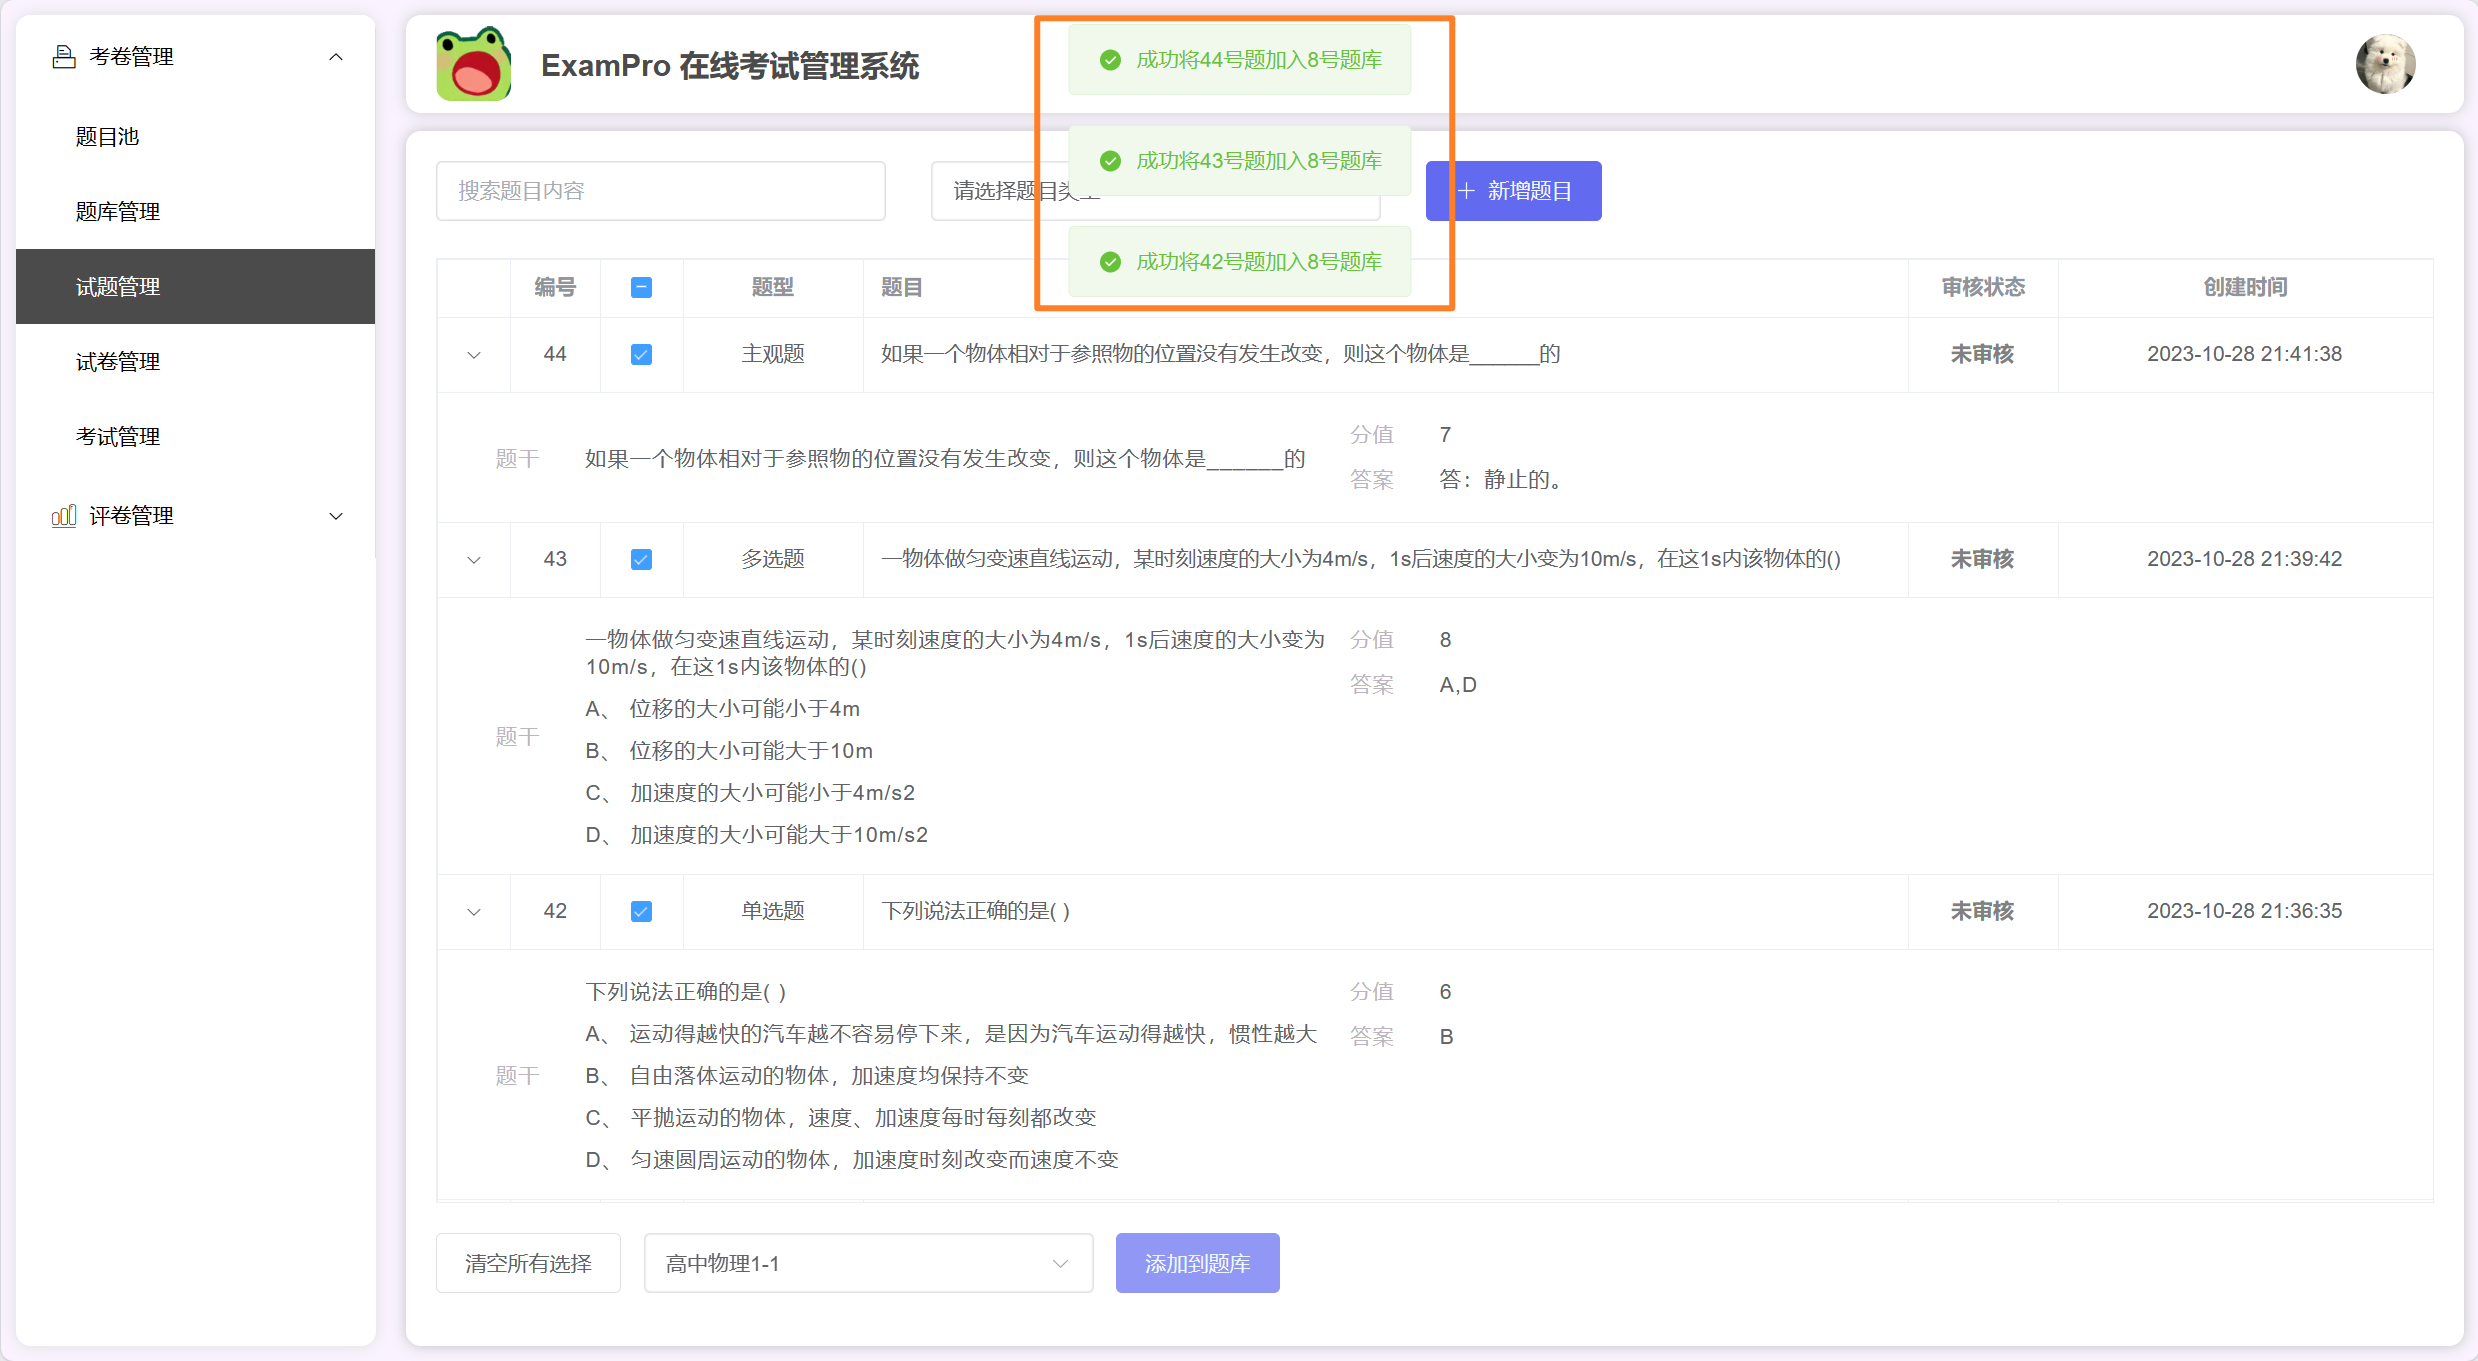 考卷管理
题目池
题库管理
试题管理
试卷管理
考试管理
评卷管理
ExamPro 在线考试管理系统
成功将44号题加入8号题库
成功将43号题加入8号题库
成功将42号题加入8号题库
搜索题目内容
请选择题目类型
新增题目
编号 题型 题目 审核状态 创建时间
44 主观题 如果一个物体相对于参照物的位置没有发生改变，则这个物体是______的 未审核 2023-10-28 21:41:38
题干 如果一个物体相对于参照物的位置没有发生改变，则这个物体是______的
分值 7
答案 答：静止的。
43 多选题 一物体做匀变速直线运动，某时刻速度的大小为4m/s，1s后速度的大小变为10m/s，在这1s内该物体的() 未审核 2023-10-28 21:39:42
题干
一物体做匀变速直线运动，某时刻速度的大小为4m/s，1s后速度的大小变为
10m/s，在这1s内该物体的()
A、 位移的大小可能小于4m
B、 位移的大小可能大于10m
C、 加速度的大小可能小于4m/s2
D、 加速度的大小可能大于10m/s2
分值 8
答案 A,D
42 单选题 下列说法正确的是( ) 未审核 2023-10-28 21:36:35
题干
下列说法正确的是( )
A、 运动得越快的汽车越不容易停下来，是因为汽车运动得越快，惯性越大
B、 自由落体运动的物体，加速度均保持不变
C、 平抛运动的物体，速度、加速度每时每刻都改变
D、 匀速圆周运动的物体，加速度时刻改变而速度不变
分值 6
答案 B
清空所有选择
高中物理1-1
添加到题库